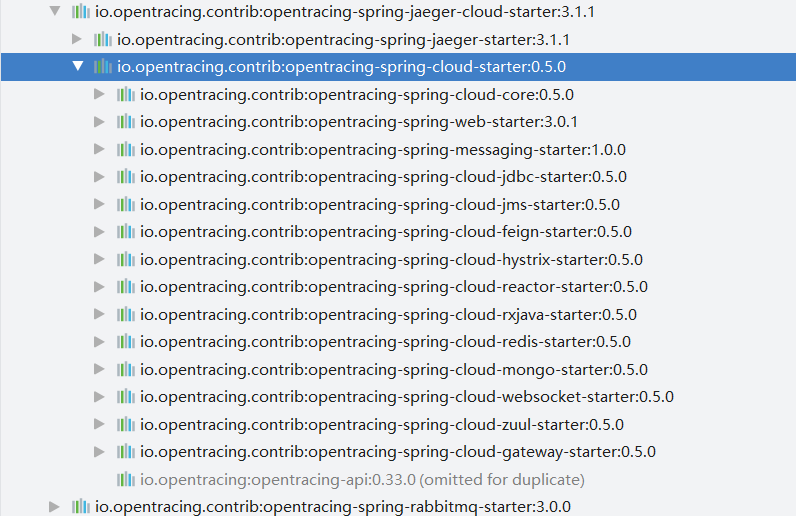 io.opentracing.contrib:opentracing-spring-jaeger-cloud-starter:3.1.1
io.opentracing.contrib:opentracing-spring-jaeger-starter:3.1.1
io.opentracing.contrib:opentracing-spring-cloud-starter:0.5.0
io.opentracing.contrib:opentracing-spring-cloud-core:0.5.0
io.opentracing.contrib:opentracing-spring-web-starter:3.0.1
io.opentracing.contrib:opentracing-spring-messaging-starter:1.0.0
io.opentracing.contrib:opentracing-spring-cloud-jdbc-starter:0.5.0
io.opentracing.contrib:opentracing-spring-cloud-jms-starter:0.5.0
io.opentracing.contrib:opentracing-spring-cloud-feign-starter:0.5.0
io.opentracing.contrib:opentracing-spring-cloud-hystrix-starter:0.5.0
io.opentracing.contrib:opentracing-spring-cloud-reactor-starter:0.5.0
io.opentracing.contrib:opentracing-spring-cloud-rxjava-starter:0.5.0
io.opentracing.contrib:opentracing-spring-cloud-redis-starter:0.5.0
io.opentracing.contrib:opentracing-spring-cloud-mongo-starter:0.5.0
io.opentracing.contrib:opentracing-spring-cloud-websocket-starter:0.5.0
io.opentracing.contrib:opentracing-spring-cloud-zuul-starter:0.5.0
io.opentracing.contrib:opentracing-spring-cloud-gateway-starter:0.5.0
io.opentracing:opentracing-api:0.33.0 (omitted for duplicate)
io.opentracing.contrib:opentracing-spring-rabbitmq-starter:3.0.0